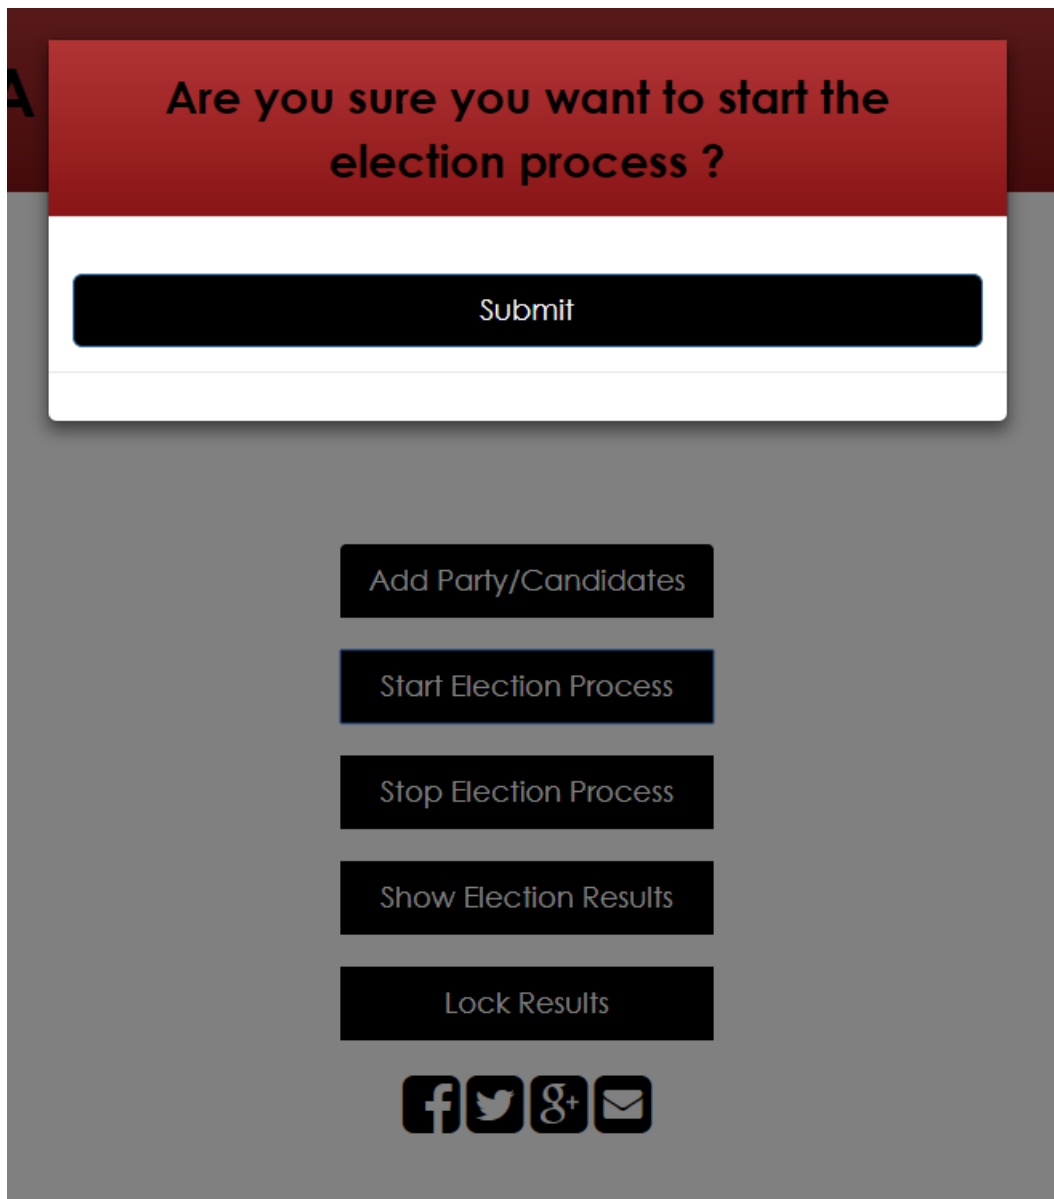 A
Are you sure you want to start the
election process ?
Submit
Add Party/Candidates
Start Election Process
Stop Election Process
Show Election Results
Lock Results
f
g+